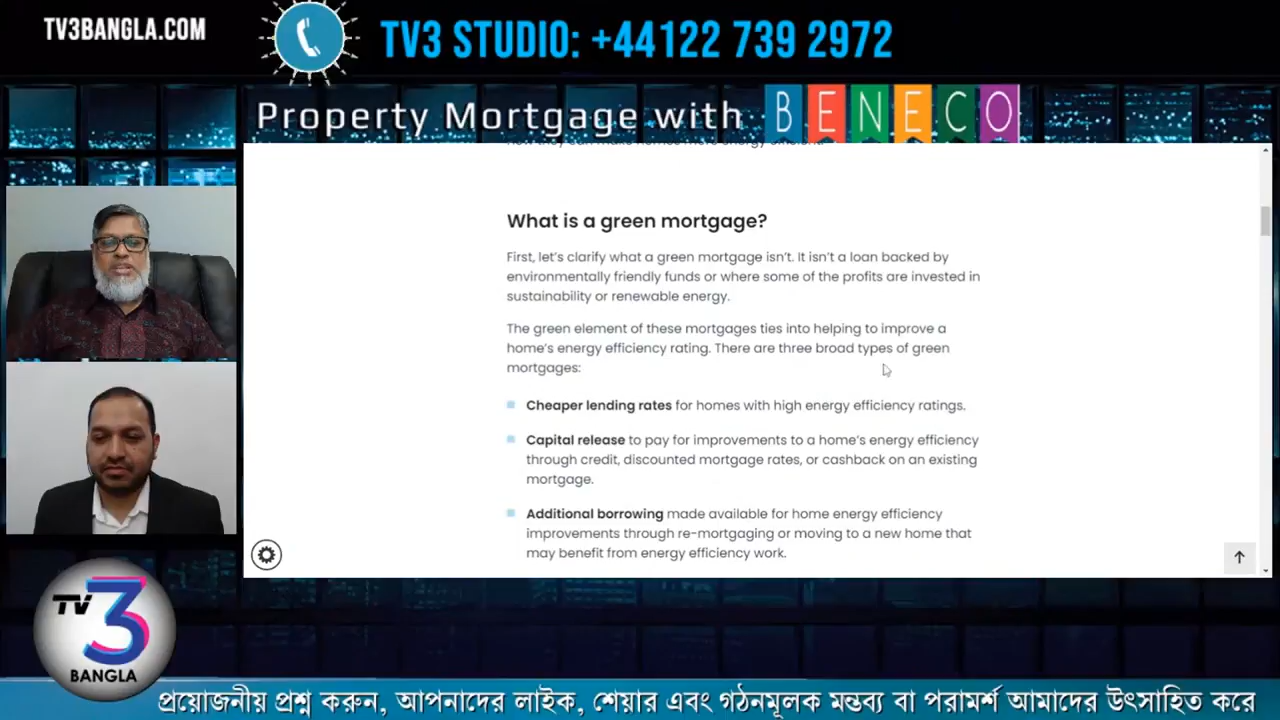 TV3BANGLA.COM
TV3 STUDIO: +44122 739 2972
Property Mortgage with BENECO
What is a green mortgage?
First, let's clarify what a green mortgage isn't. It isn't a loan backed by
environmentally friendly funds or where some of the profits are invested in
sustainability or renewable energy.
The green element of these mortgages ties into helping to improve a
home's energy efficiency rating. There are three broad types of green
mortgages:
Cheaper lending rates for homes with high energy efficiency ratings.
Capital release to pay for improvements to a home's energy efficiency
through credit, discounted mortgage rates, or cashback on an existing
mortgage.
Additional borrowing made available for home energy efficiency
improvements through re-mortgaging or moving to a new home that
may benefit from energy efficiency work.
TV3
BANGLA
প্রয়োজনীয় প্রশ্ন করুন, আপনাদের লাইক, শেয়ার এবং গঠনমূলক মন্তব্য বা পরামর্শ আমাদের উৎসাহিত করে